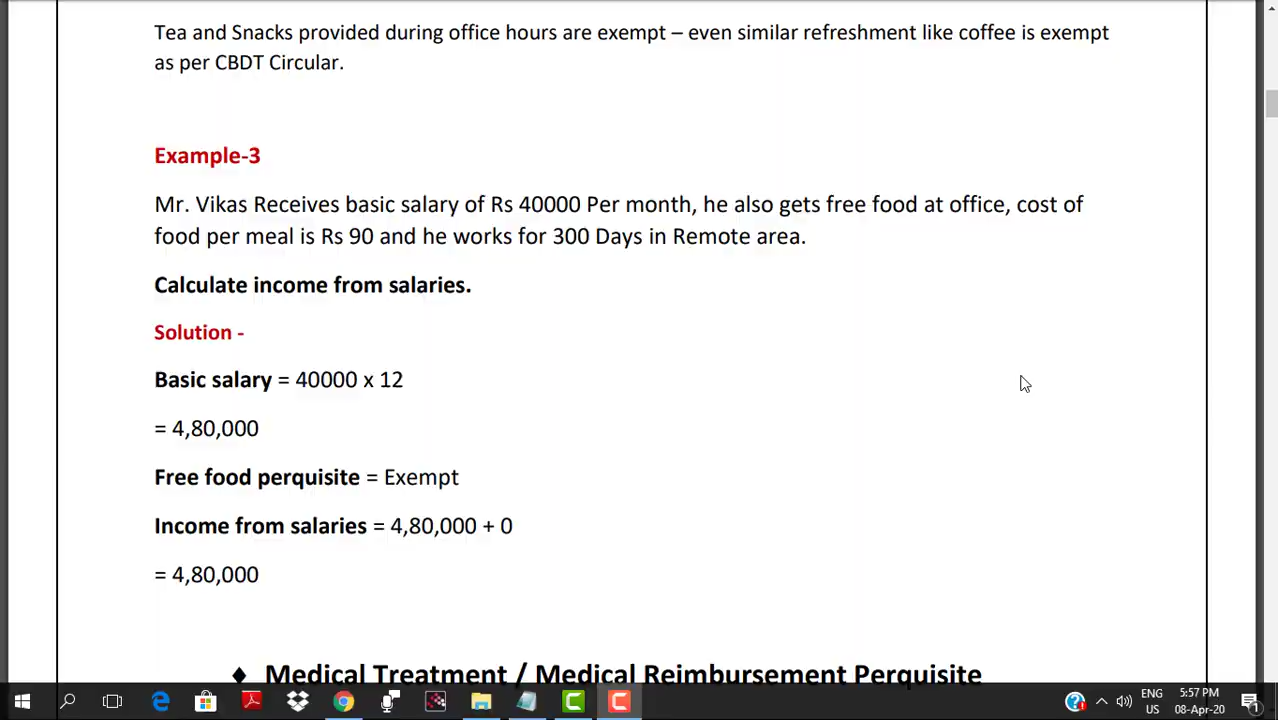 Tea and Snacks provided during office hours are exempt – even similar refreshment like coffee is exempt
as per CBDT Circular.
Example-3
Mr. Vikas Receives basic salary of Rs 40000 Per month, he also gets free food at office, cost of
food per meal is Rs 90 and he works for 300 Days in Remote area.
Calculate income from salaries.
Solution -
Basic salary = 40000 x 12
= 4,80,000
Free food perquisite = Exempt
Income from salaries = 4,80,000 + 0
= 4,80,000
♦ Medical Treatment / Medical Reimbursement Perquisite
ENG 5:57 PM
US 08-Apr-20